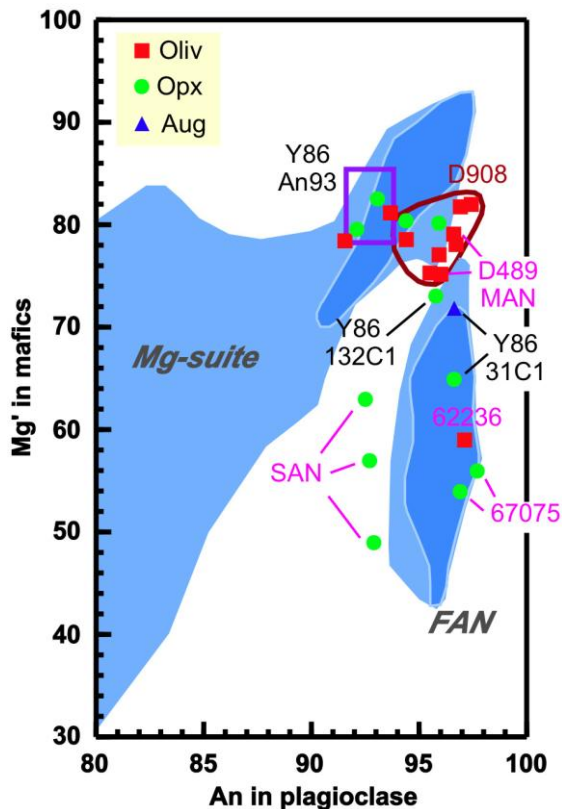 100
90
80
70
60
50
40
30
Mg' in mafics
Oliv
Opx
Aug
Y86
An93
D908
D489
MAN
Y86
132C1
Y86
31C1
Mg-suite
62236
SAN
67075
FAN
80 85 90 95 100
An in plagioclase